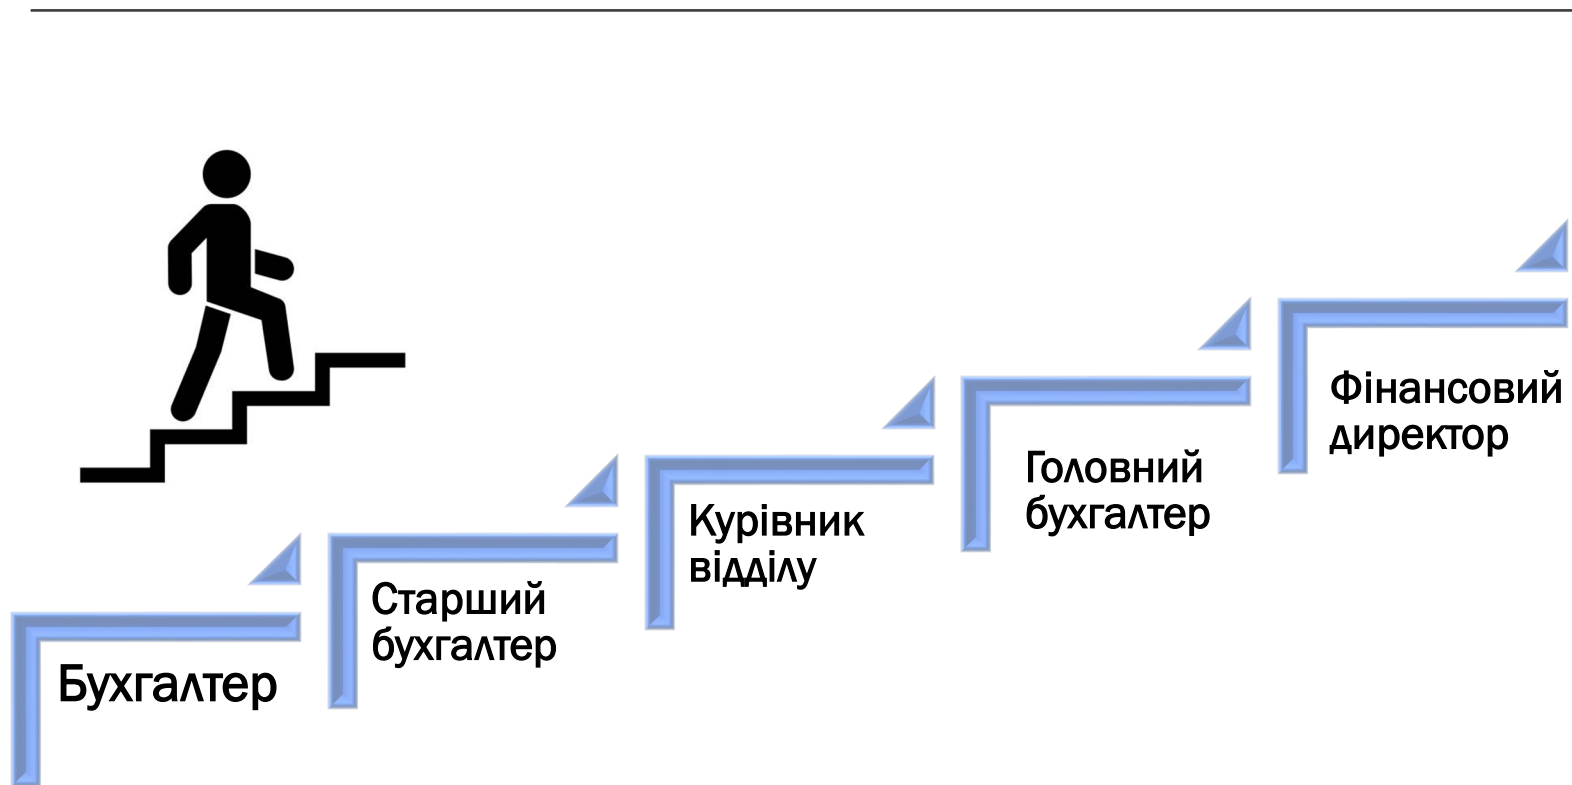 Бухгалтер
Старший
бухгалтер
Курівник
відділу
Головний
бухгалтер
Фінансовий
директор